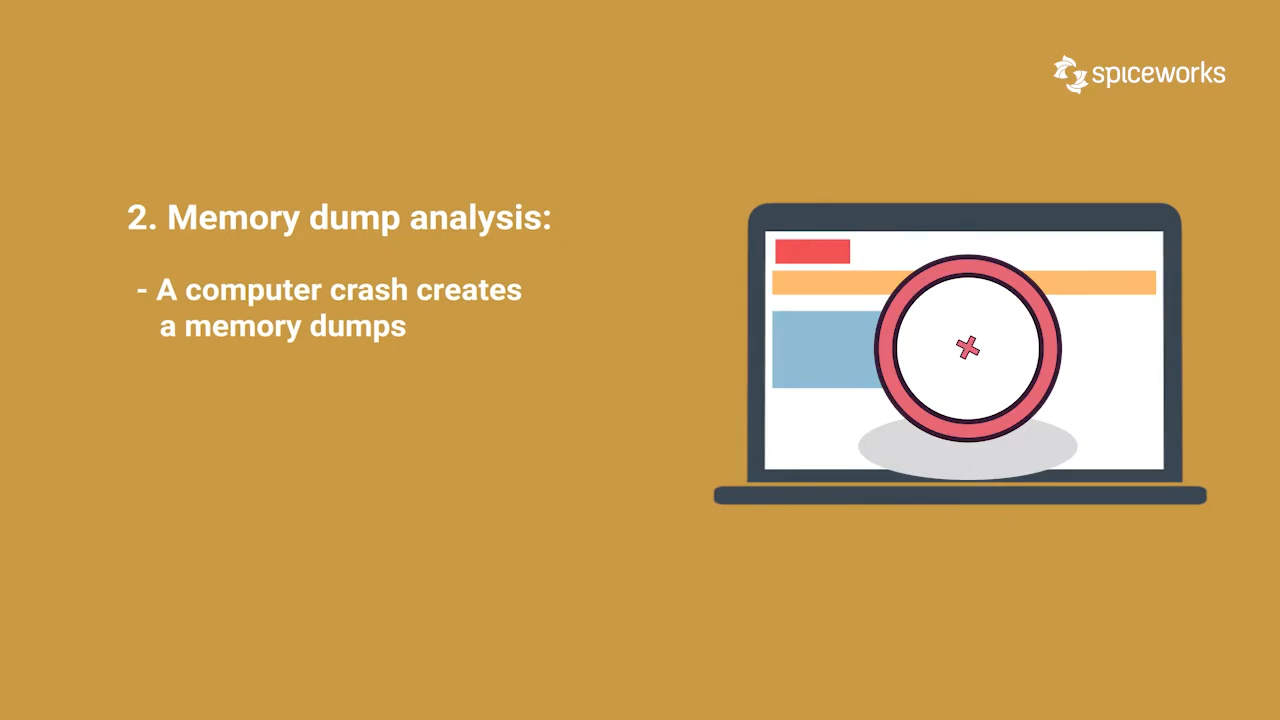 spiceworks
2. Memory dump analysis:
- A computer crash creates
a memory dumps